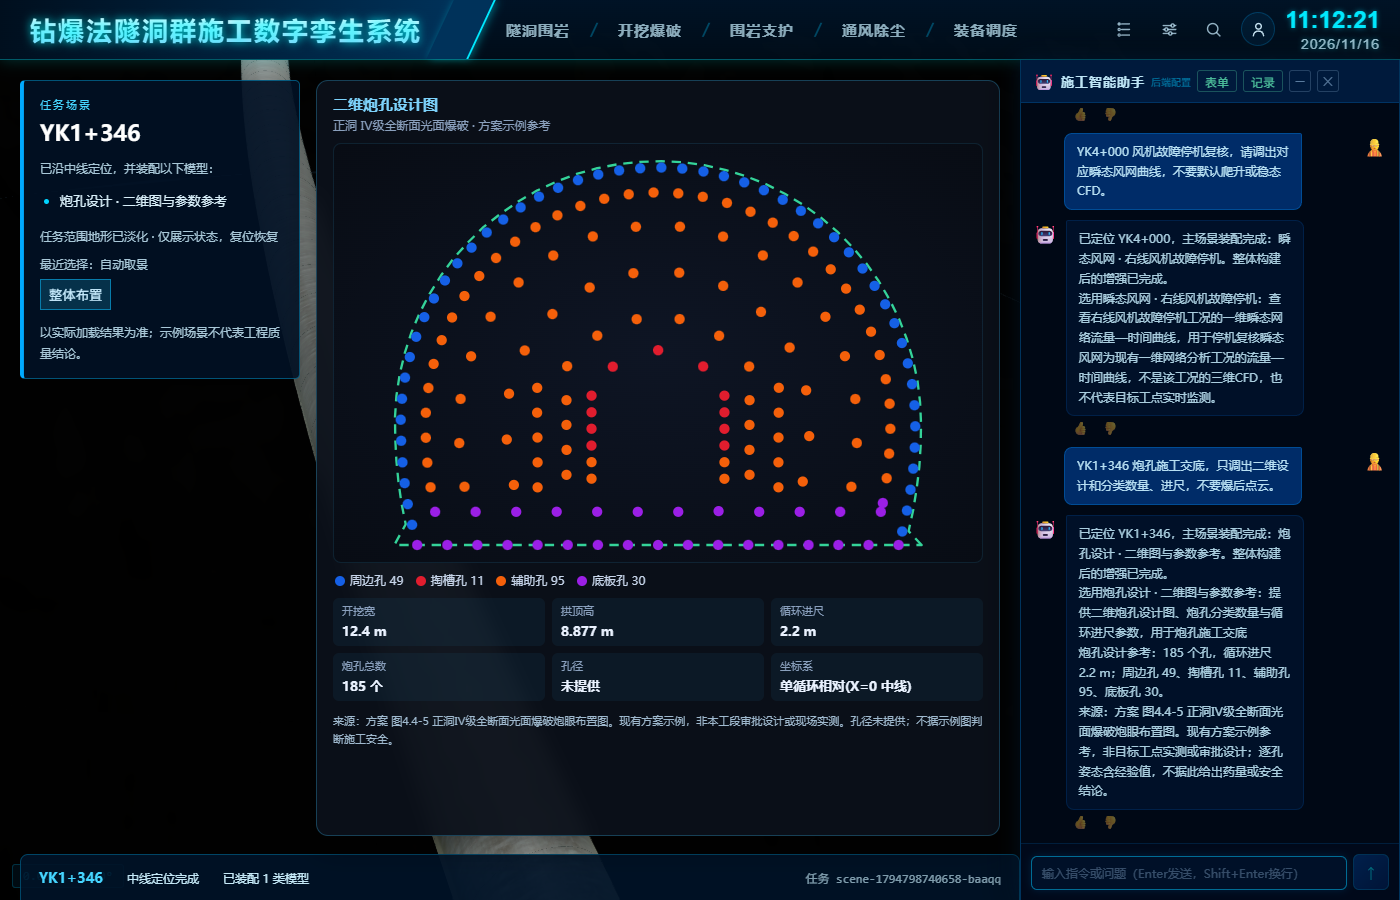 钻爆法隧洞群施工数字孪生系统
隧洞围岩 / 开挖爆破 / 围岩支护 / 通风除尘 / 装备调度
11:12:21
2026/11/16
任务场景
YK1+346
已沿中线定位，并装配以下模型：
• 炮孔设计 · 二维图与参数参考
任务范围地形已淡化 · 仅展示状态，复位恢复
最近选择：自动取景
整体布置
以实际加载结果为准；示例场景不代表工程质
量结论。
二维炮孔设计图
正洞 IV级全断面光面爆破 · 方案示例参考
周边孔 49 掏槽孔 11 辅助孔 95 底板孔 30
开挖宽
12.4 m
拱顶高
8.877 m
循环进尺
2.2 m
炮孔总数
185 个
孔径
未提供
坐标系
单循环相对(X=0 中线)
来源：方案 图4.4-5 正洞IV级全断面光面爆破炮眼布置图。现有方案示例，非本工段审批设计或现场实测。孔径未提供；不据示例图判
断施工安全。
YK1+346 中线定位完成 已装配 1 类模型
任务 scene-1794798740658-baaqq
施工智能助手 后端配置 表单 记录
YK4+000 风机故障停机复核，请调出对
应瞬态风网曲线，不要默认爬升或稳态
CFD。
已定位 YK4+000，主场景装配完成：瞬
态风网 · 右线风机故障停机。整体构建
后的增强已完成。
选用瞬态风网 · 右线风机故障停机：查
看右线风机故障停机工况的一维瞬态网
络流量—时间曲线，用于停机复核瞬态
风网为现有一维网络分析工况的流量—
时间曲线，不是该工况的三维CFD，也
不代表目标工点实时监测。
YK1+346 炮孔施工交底，只调出二维设
计和分类数量、进尺，不要爆后点云。
已定位 YK1+346，主场景装配完成：炮
孔设计 · 二维图与参数参考。整体构建
后的增强已完成。
选用炮孔设计 · 二维图与参数参考：提
供二维炮孔设计图、炮孔分类数量与循
环进尺参数，用于炮孔施工交底
炮孔设计参考：185 个孔，循环进尺
2.2 m；周边孔 49、掏槽孔 11、辅助孔
95、底板孔 30。
来源：方案 图4.4-5 正洞IV级全断面光
面爆破炮眼布置图。现有方案示例参
考，非目标工点实测或审批设计；逐孔
姿态含经验值，不据此给出药量或安全
结论。
输入指令或问题（Enter发送，Shift+Enter换行）